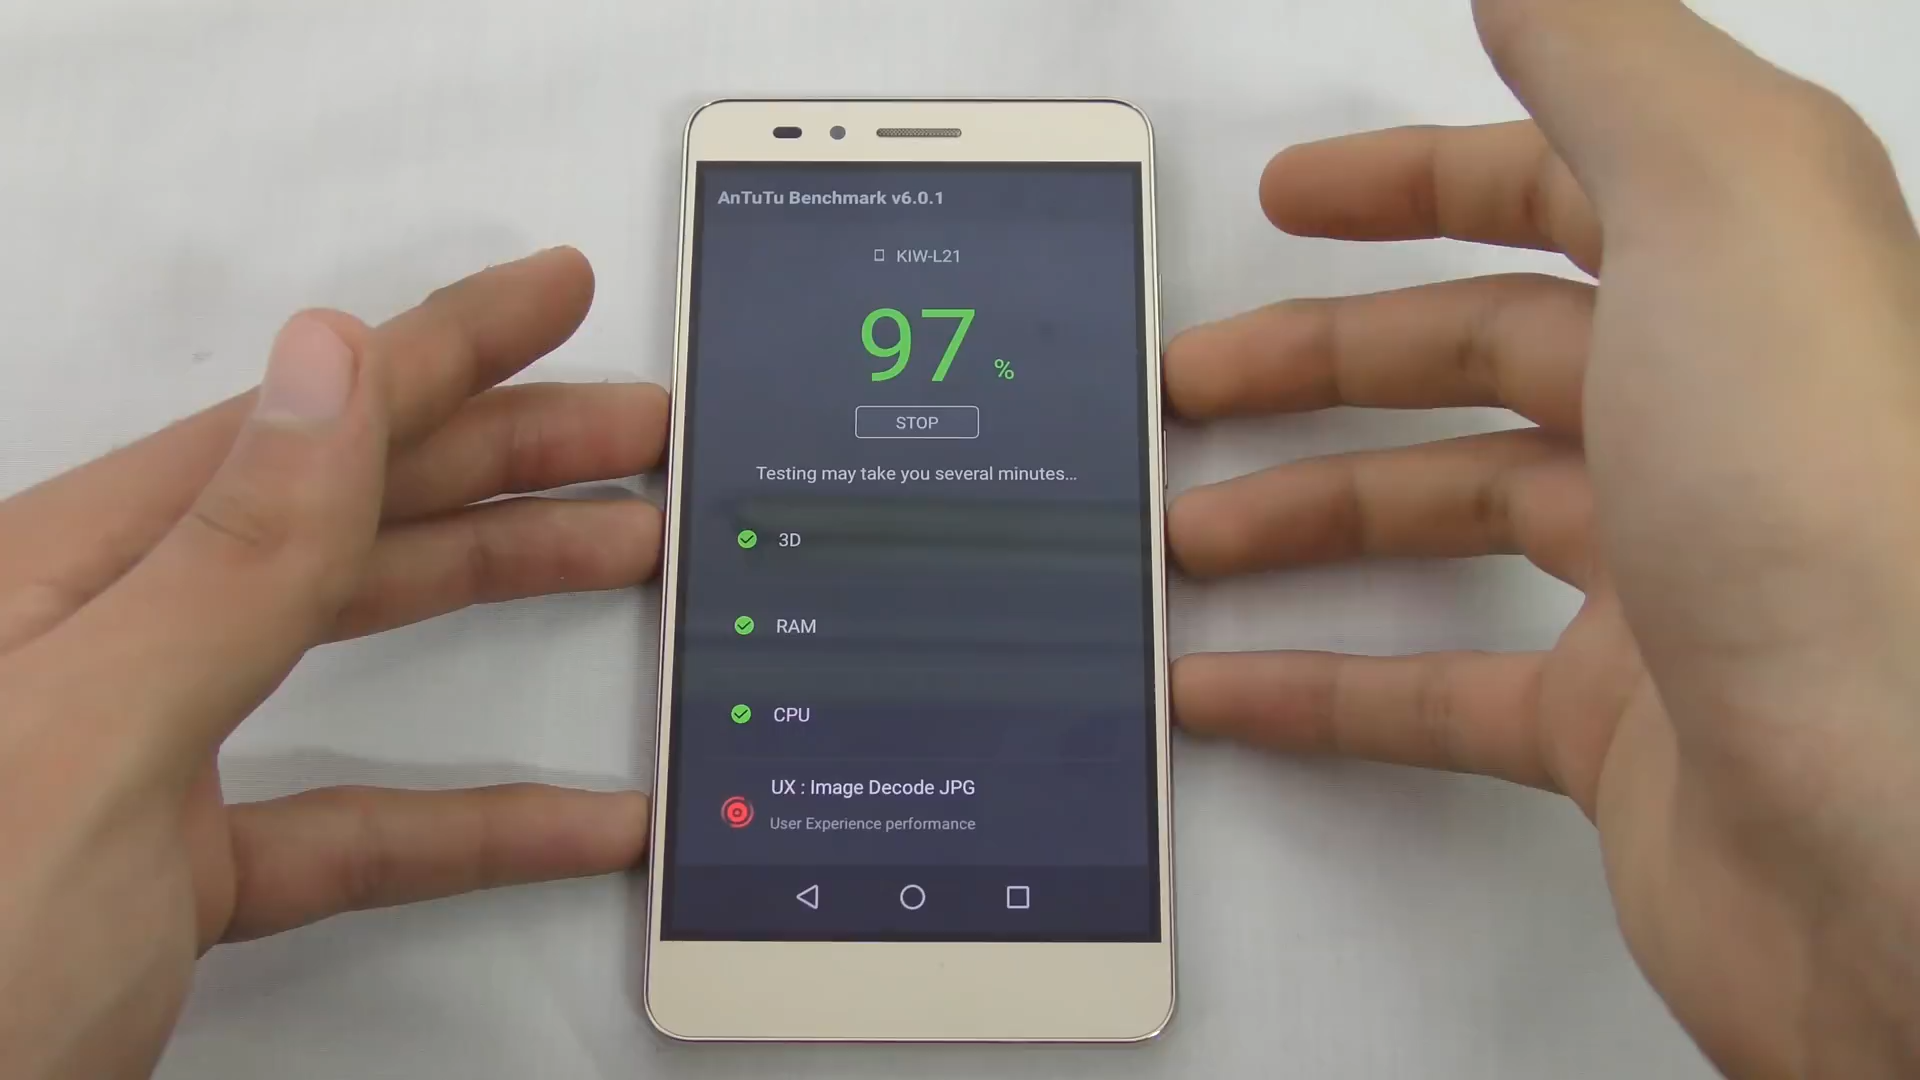 AnTuTu Benchmark v6.0.1
KIW-L21
97 %
STOP
Testing may take you several minutes...
3D
RAM
CPU
UX : Image Decode JPG
User Experience performance